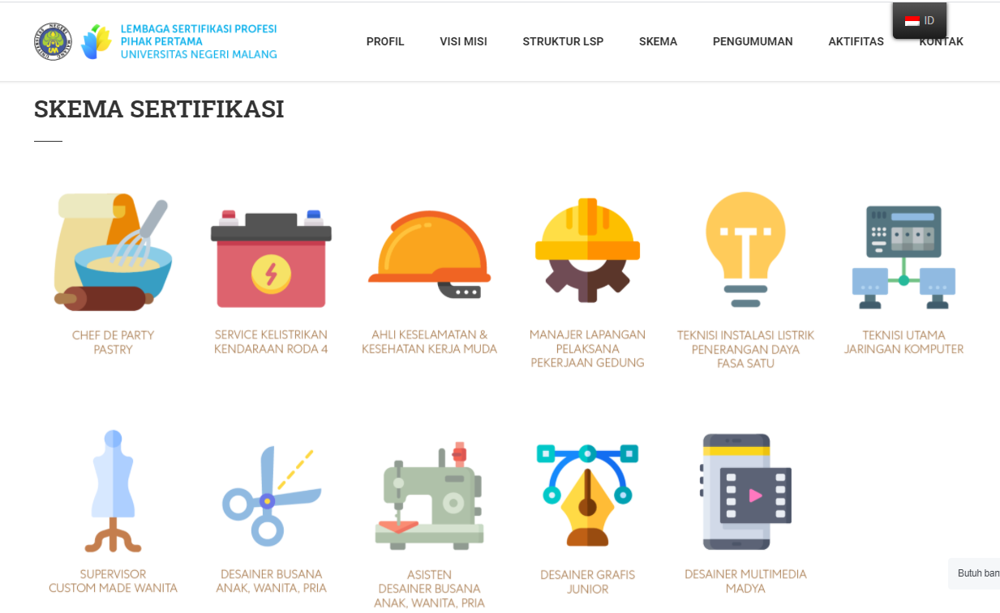 LEMBAGA SERTIFIKASI PROFESI
PIHAK PERTAMA
UNIVERSITAS NEGERI MALANG
PROFIL
VISI MISI
STRUKTUR LSP
SKEMA
PENGUMUMAN
AKTIFITAS
KONTAK
ID
SKEMA SERTIFIKASI
CHEF DE PARTY
PASTRY
SERVICE KELISTRIKAN
KENDARAAN RODA 4
AHLI KESELAMATAN &
KESEHATAN KERJA MUDA
MANAJER LAPANGAN
PELAKSANA
PEKERJAAN GEDUNG
TEKNISI INSTALASI LISTRIK
PENERANGAN DAYA
FASA SATU
TEKNISI UTAMA
JARINGAN KOMPUTER
SUPERVISOR
CUSTOM MADE WANITA
DESAINER BUSANA
ANAK, WANITA, PRIA
ASISTEN
DESAINER BUSANA
ANAK, WANITA, PRIA
DESAINER GRAFIS
JUNIOR
DESAINER MULTIMEDIA
MADYA
Butuh